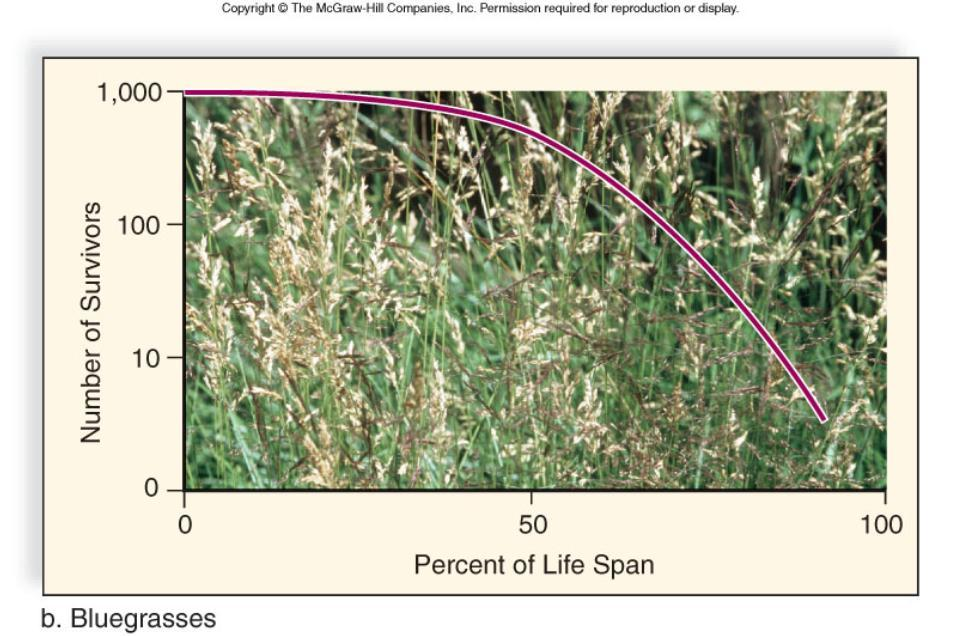 Copyright © The McGraw-Hill Companies, Inc. Permission required for reproduction or display.
1,000
100
10
0
Number of Survivors
0 50 100
Percent of Life Span
b. Bluegrasses